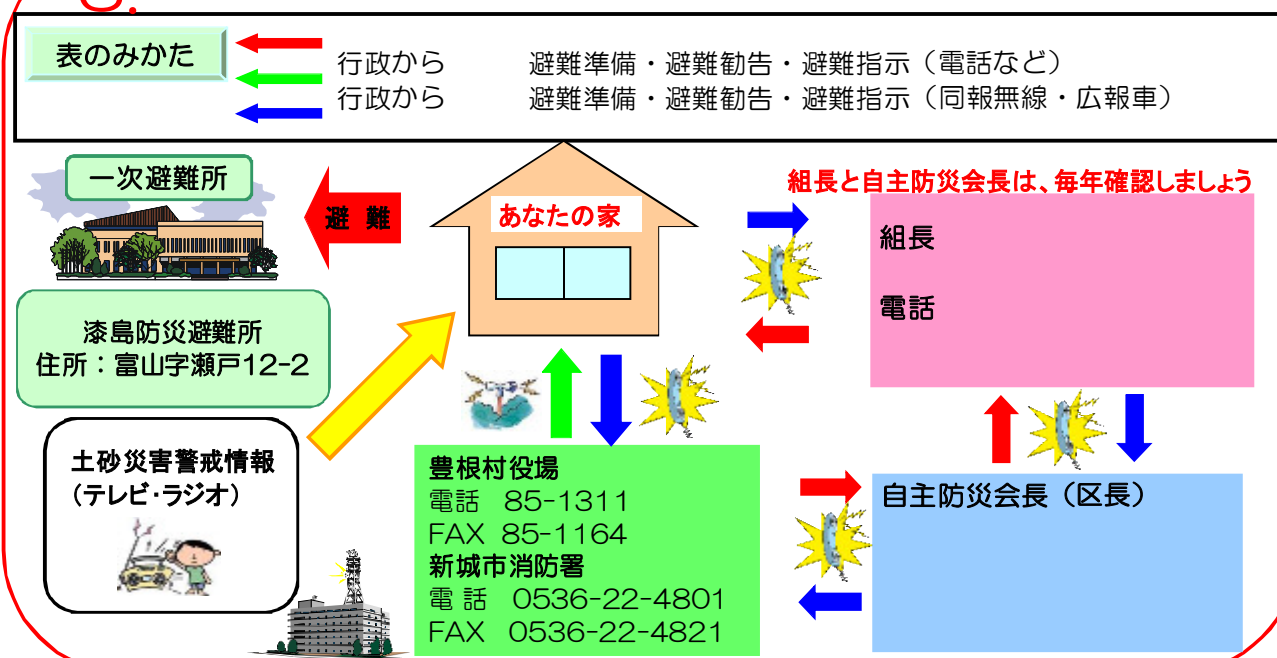 表のみかた
行政から 避難準備・避難勧告・避難指示（電話など）
行政から 避難準備・避難勧告・避難指示（同報無線・広報車）
一次避難所
避 難
あなたの家
組長と自主防災会長は、毎年確認しましょう
組長
電話
漆島防災避難所
住所：富山字瀬戸12-2
土砂災害警戒情報
（テレビ・ラジオ）
豊根村役場
電話 85-1311
FAX 85-1164
新城市消防署
電 話 0536-22-4801
FAX 0536-22-4821
自主防災会長（区長）